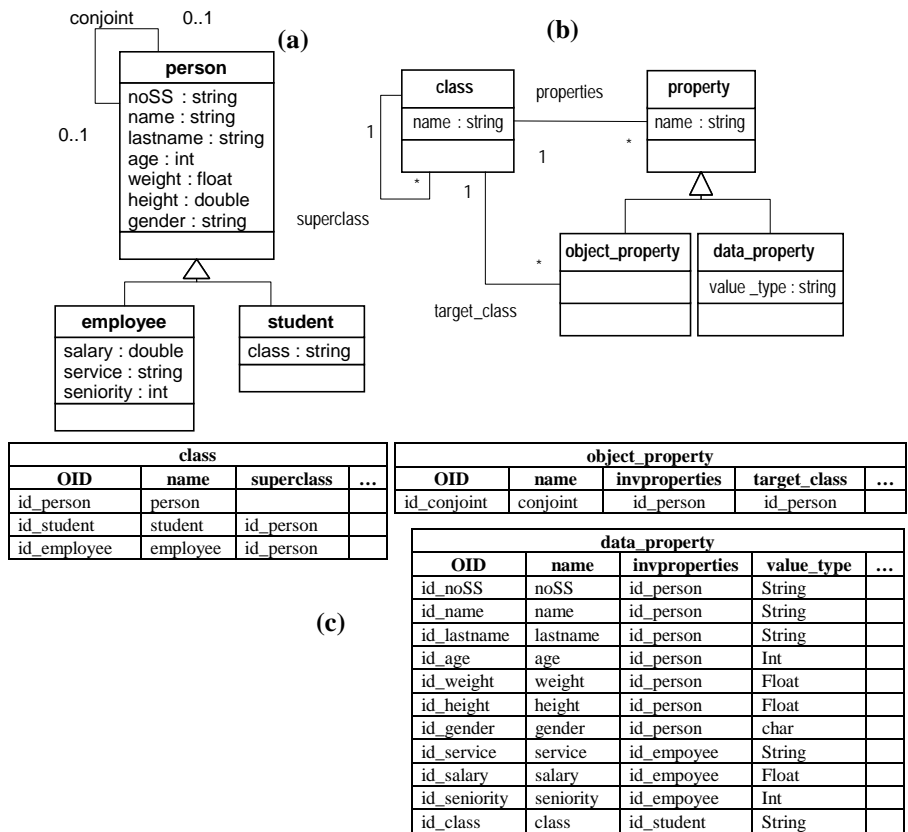 conjoint 0..1
(a)
person
noSS : string
name : string
lastname : string
age : int
weight : float
height : double
gender : string
0..1
employee
salary : double
service : string
seniority : int
student
class : string
(b)
class
name : string
properties
property
name : string
1
1
*
*
1
superclass
object_property
data_property
value _type : string
*
target_class
class
OID name superclass …
id_person person
id_student student id_person
id_employee employee id_person
object_property
OID name invproperties target_class …
id_conjoint conjoint id_person id_person
(c)
data_property
OID name invproperties value_type …
id_noSS noSS id_person String
id_name name id_person String
id_lastname lastname id_person String
id_age age id_person Int
id_weight weight id_person Float
id_height height id_person Float
id_gender gender id_person char
id_service service id_empoyee String
id_salary salary id_empoyee Float
id_seniority seniority id_empoyee Int
id_class class id_student String